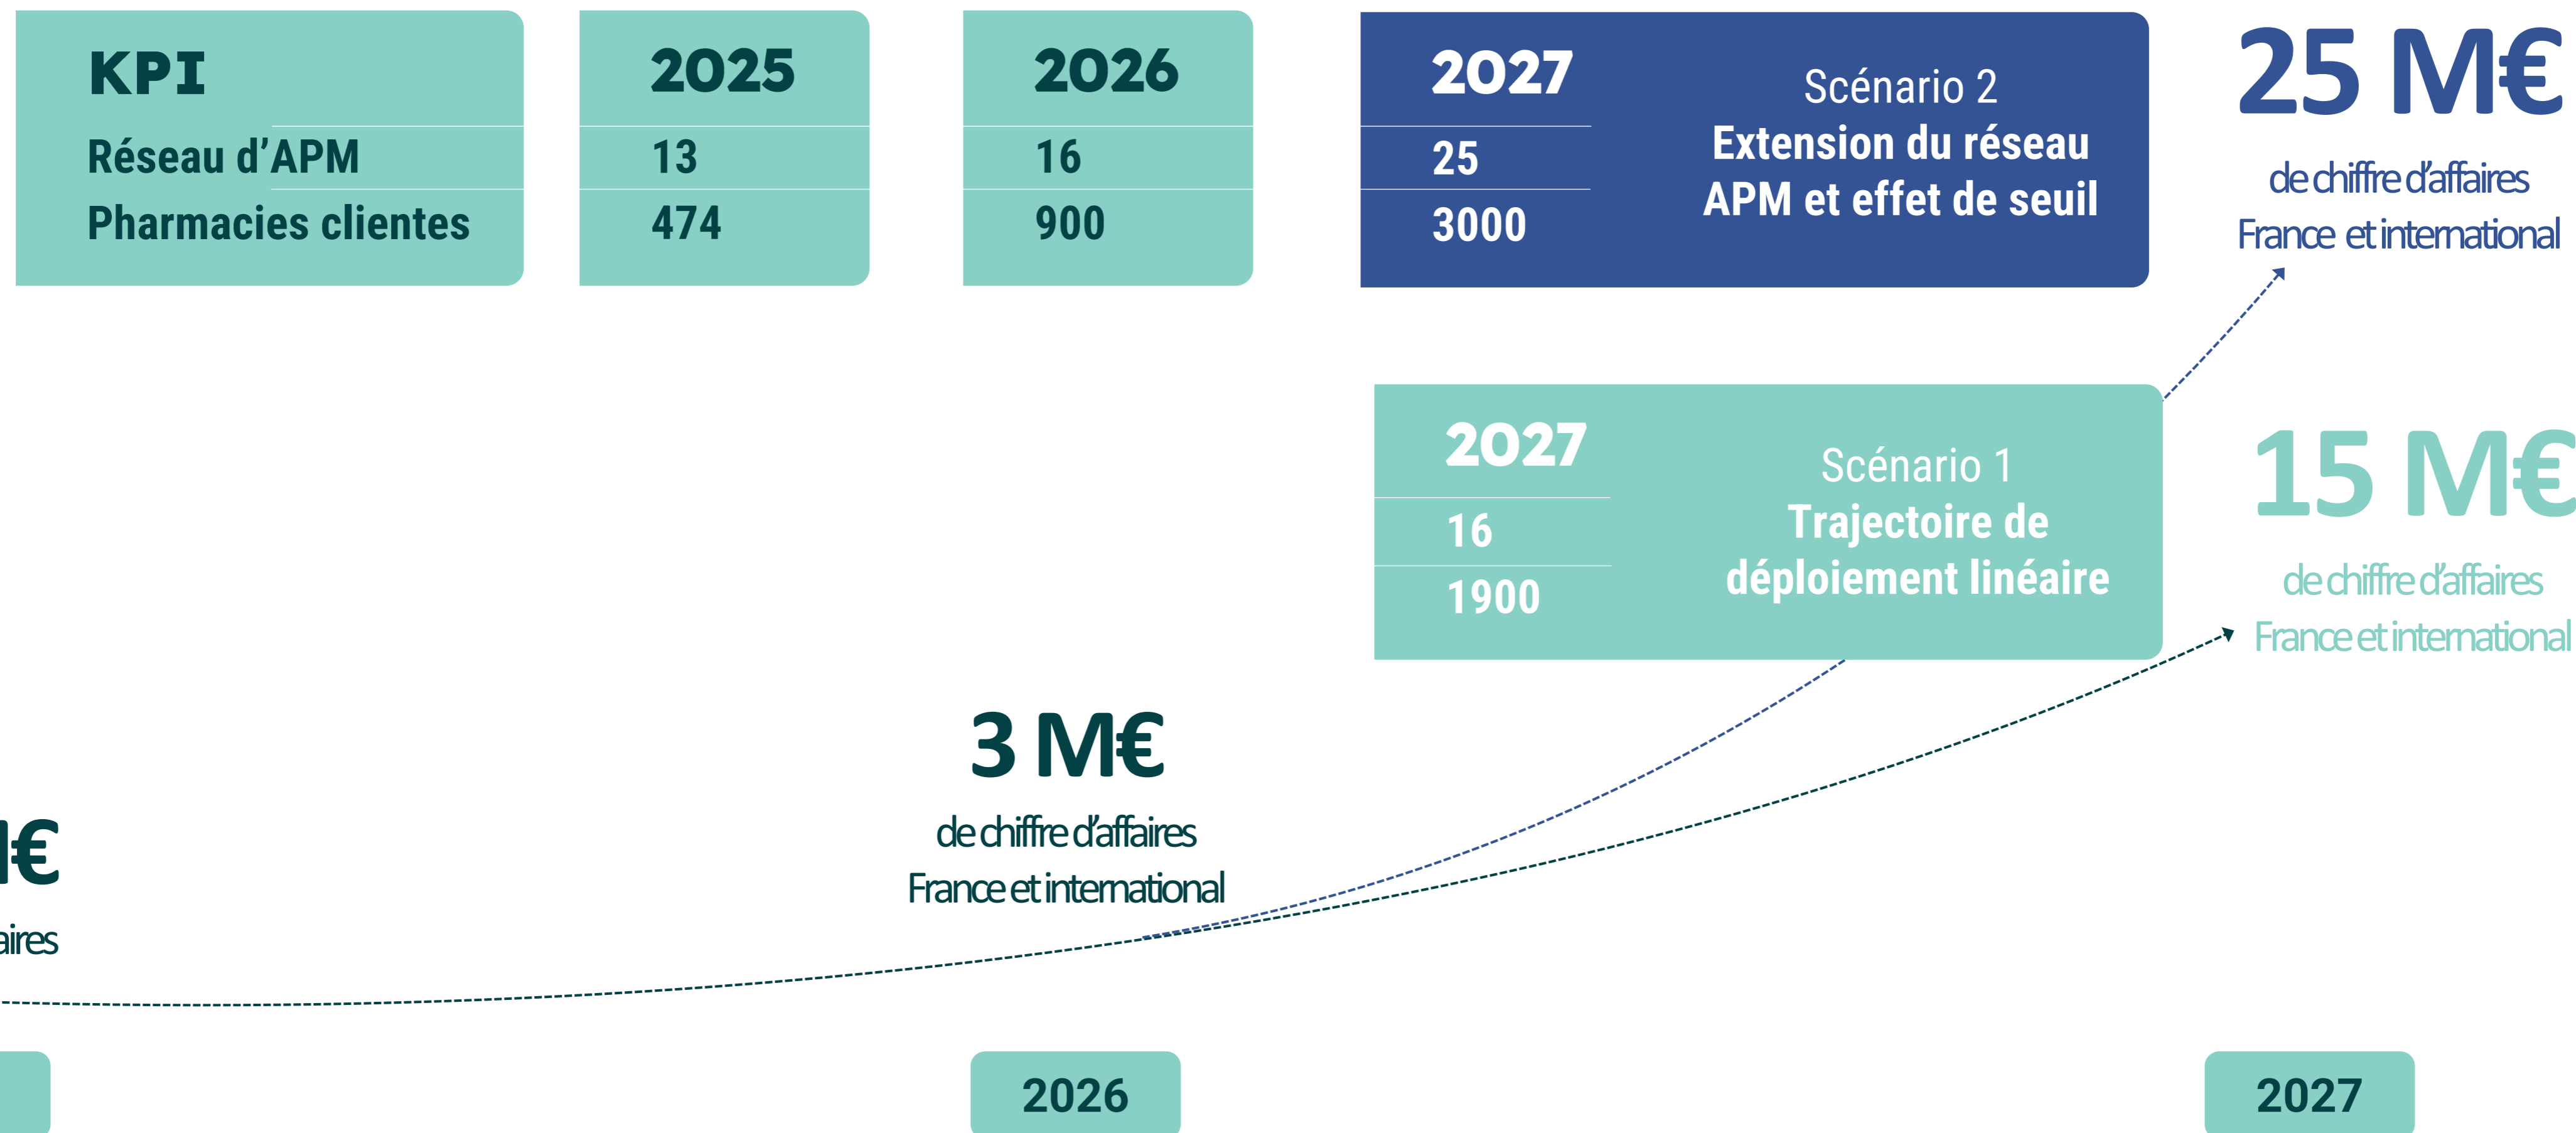 KPI
Réseau d’APM
Pharmacies clientes
2025
13
474
2026
16
900
2027
25
3000
Scénario 2
Extension du réseau
APM et effet de seuil
25 M€
de chiffre d’affaires
France et international
2027
16
1900
Scénario 1
Trajectoire de
déploiement linéaire
15 M€
de chiffre d’affaires
France et international
3 M€
de chiffre d’affaires
France et international
€
2026
2027